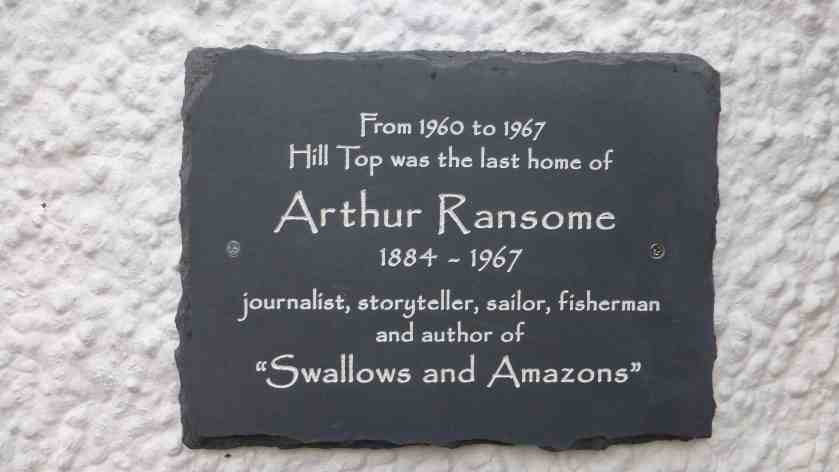 From 1960 to 1967
Hill Top was the last home of
Arthur Ransome
1884 - 1967
journalist, storyteller, sailor, fisherman
and author of
“Swallows and Amazons”